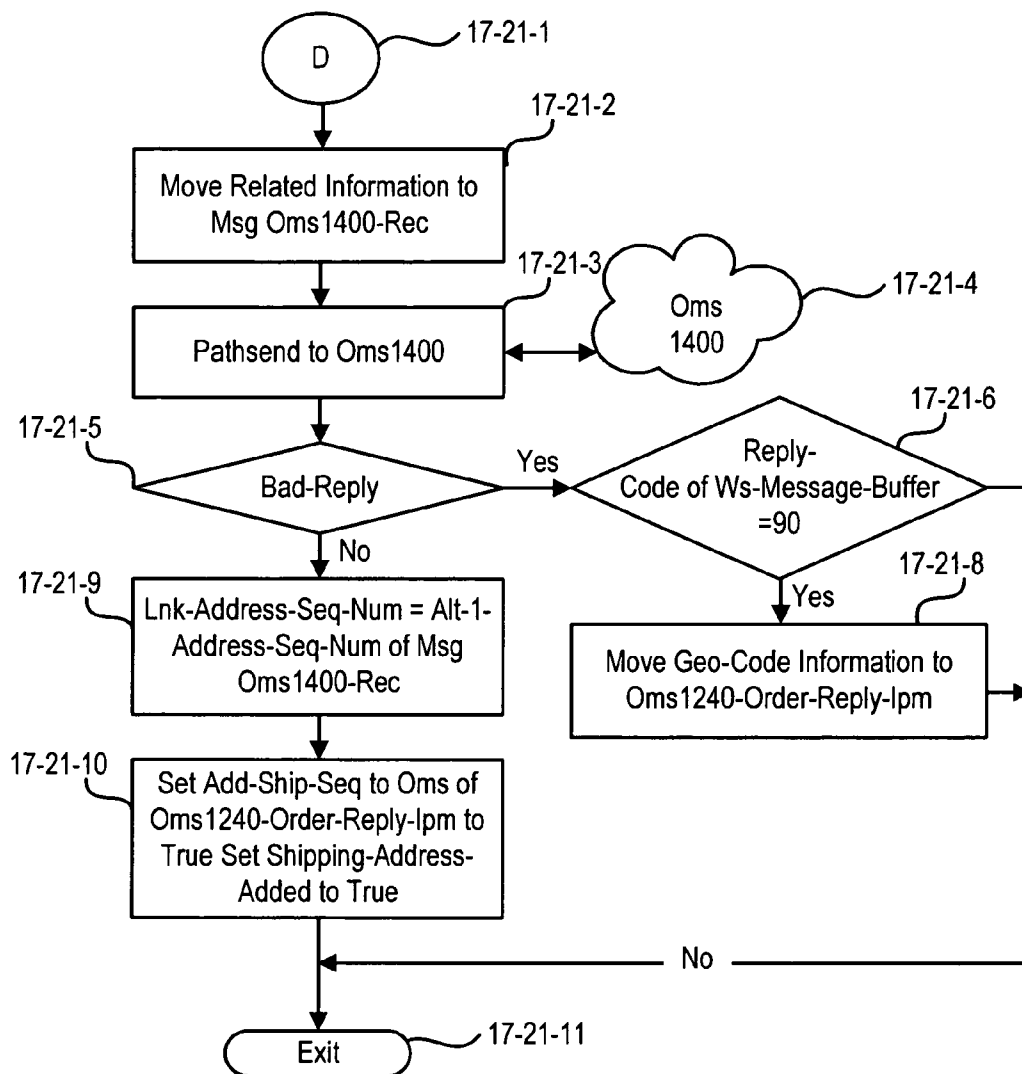 D
17-21-1
17-21-2
Move Related Information to
Msg Oms1400-Rec
17-21-3
Pathsend to Oms1400
Oms
1400
17-21-4
17-21-5
Bad-Reply
Yes
No
17-21-6
Reply-
Code of Ws-Message-Buffer
=90
Yes
17-21-8
Move Geo-Code Information to
Oms1240-Order-Reply-Ipm
17-21-9
Lnk-Address-Seq-Num = Alt-1-
Address-Seq-Num of Msg
Oms1400-Rec
17-21-10
Set Add-Ship-Seq to Oms of
Oms1240-Order-Reply-Ipm to
True Set Shipping-Address-
Added to True
No
Exit
17-21-11